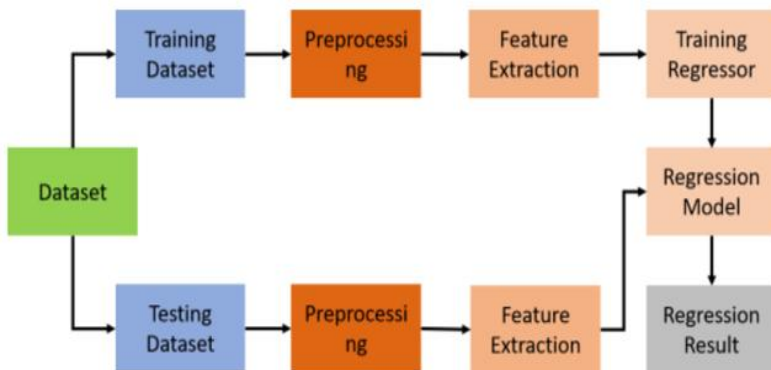 Training
Dataset
Preprocessi
ng
Feature
Extraction
Training
Regressor
Dataset
Regression
Model
Testing
Dataset
Preprocessi
ng
Feature
Extraction
Regression
Result